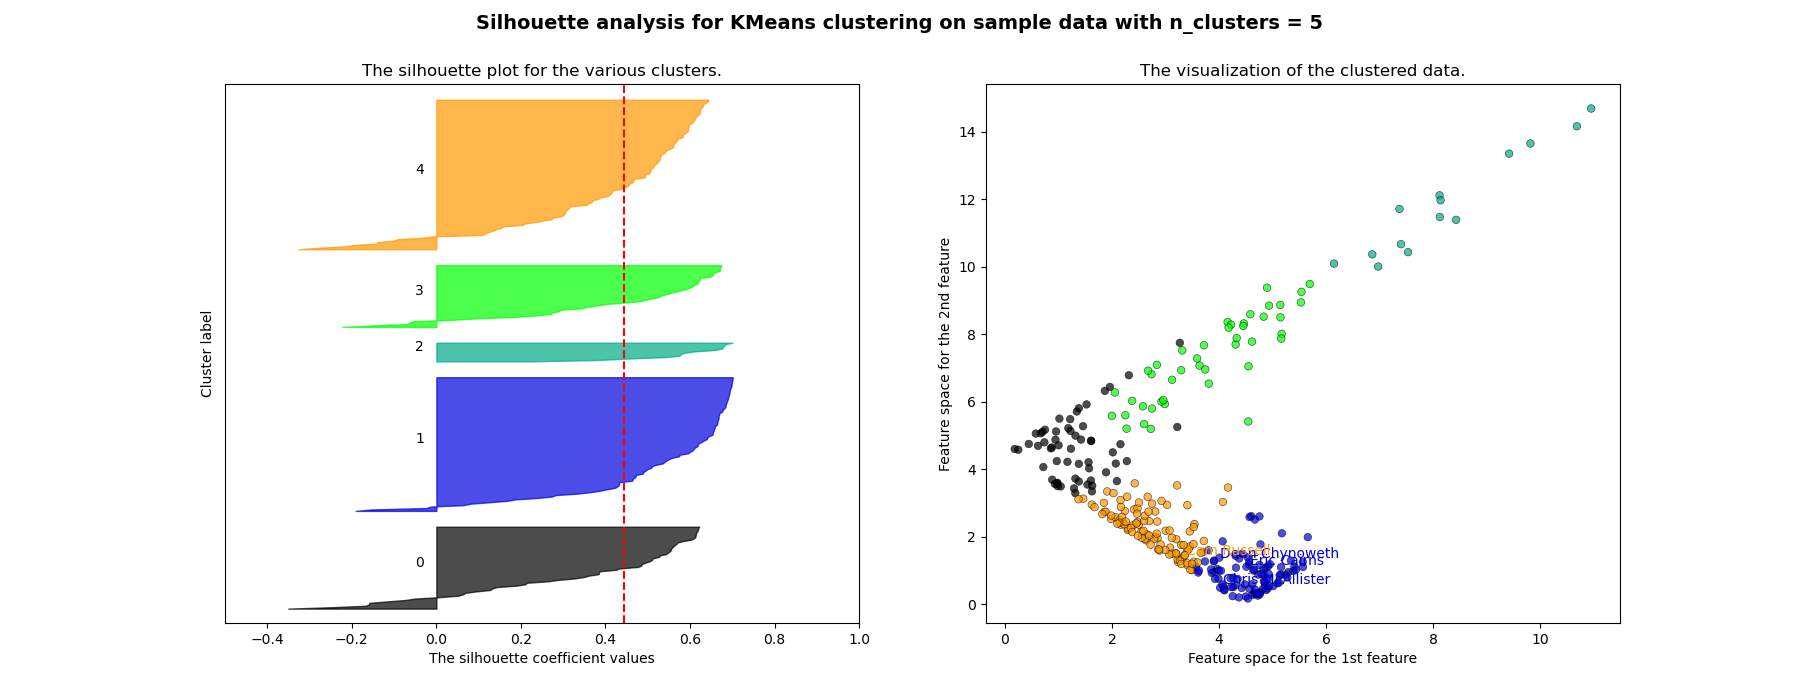 Silhouette analysis for KMeans clustering on sample data with n_clusters = 5
The silhouette plot for the various clusters.
4
3
2
1
0
Cluster label
−0.4 −0.2 0.0 0.2 0.4 0.6 0.8 1.0
The silhouette coefficient values
The visualization of the clustered data.
14
12
10
8
6
4
2
0
Feature space for the 2nd feature
Russell
Chynoweth
Eric
0 2 4 6 8 10
Feature space for the 1st feature